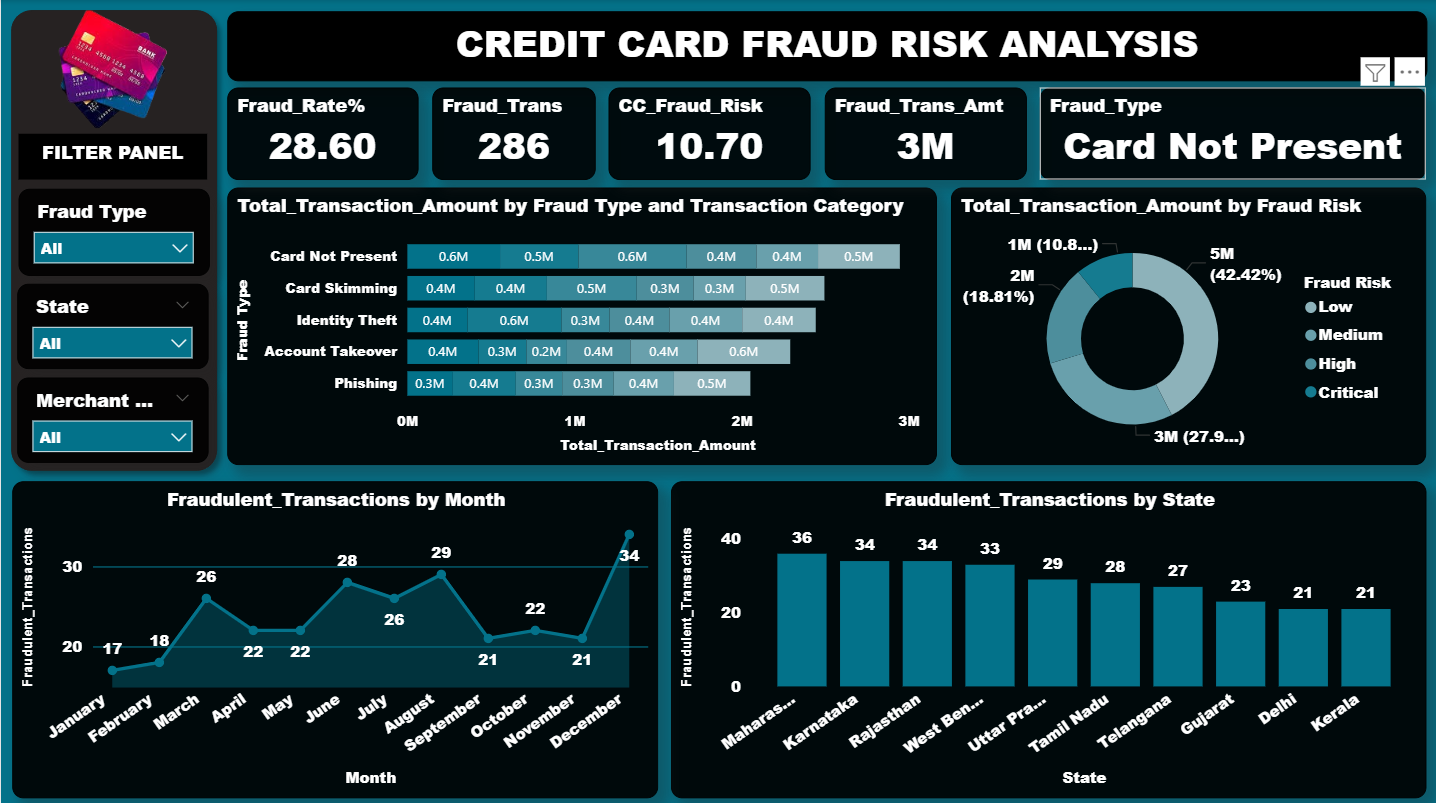 CREDIT CARD FRAUD RISK ANALYSIS
FILTER PANEL
Fraud Type
All
State
All
Merchant ...
All
Fraud_Rate%
28.60
Fraud_Trans
286
CC_Fraud_Risk
10.70
Fraud_Trans_Amt
3M
Fraud_Type
Card Not Present
Total_Transaction_Amount by Fraud Type and Transaction Category
Fraud Type
Card Not Present 0.6M 0.5M 0.6M 0.4M 0.4M 0.5M
Card Skimming 0.4M 0.4M 0.5M 0.3M 0.3M 0.5M
Identity Theft 0.4M 0.6M 0.3M 0.4M 0.4M 0.4M
Account Takeover 0.4M 0.3M 0.2M 0.4M 0.4M 0.6M
Phishing 0.3M 0.4M 0.3M 0.3M 0.4M 0.5M
0M 1M 2M 3M
Total_Transaction_Amount
Total_Transaction_Amount by Fraud Risk
1M (10.8...)
5M
(42.42%)
2M
(18.81%)
3M (27.9...)
Fraud Risk
Low
Medium
High
Critical
Fraudulent_Transactions by Month
Fraudulent_Transactions
30
20
17 18 26 22 22 28 26 29 21 22 21 34
January February March April May June July August September October November December
Month
Fraudulent_Transactions by State
Fraudulent_Transactions
40
20
0
36 34 34 33 29 28 27 23 21 21
Maharas... Karnataka Rajasthan West Ben... Uttar Pra... Tamil Nadu Telangana Gujarat Delhi Kerala
State